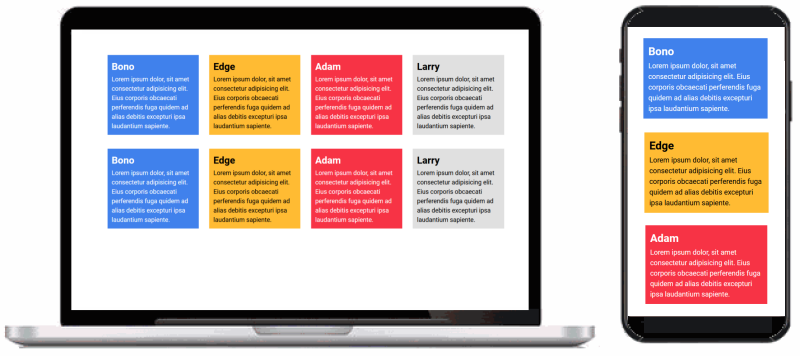 Bono
Lorem ipsum dolor, sit amet
consectetur adipisicing elit.
Eius corporis obcaecati
perferendis fuga quidem ad
alias debitis excepturi ipsa
laudantium sapiente.
Edge
Lorem ipsum dolor, sit amet
consectetur adipisicing elit.
Eius corporis obcaecati
perferendis fuga quidem ad
alias debitis excepturi ipsa
laudantium sapiente.
Adam
Lorem ipsum dolor, sit amet
consectetur adipisicing elit.
Eius corporis obcaecati
perferendis fuga quidem ad
alias debitis excepturi ipsa
laudantium sapiente.
Larry
Lorem ipsum dolor, sit amet
consectetur adipisicing elit.
Eius corporis obcaecati
perferendis fuga quidem ad
alias debitis excepturi ipsa
laudantium sapiente.
Bono
Lorem ipsum dolor, sit amet
consectetur adipisicing elit.
Eius corporis obcaecati
perferendis fuga quidem ad
alias debitis excepturi ipsa
laudantium sapiente.
Edge
Lorem ipsum dolor, sit amet
consectetur adipisicing elit.
Eius corporis obcaecati
perferendis fuga quidem ad
alias debitis excepturi ipsa
laudantium sapiente.
Adam
Lorem ipsum dolor, sit amet
consectetur adipisicing elit.
Eius corporis obcaecati
perferendis fuga quidem ad
alias debitis excepturi ipsa
laudantium sapiente.
Larry
Lorem ipsum dolor, sit amet
consectetur adipisicing elit.
Eius corporis obcaecati
perferendis fuga quidem ad
alias debitis excepturi ipsa
laudantium sapiente.
Bono
Lorem ipsum dolor, sit amet
consectetur adipisicing elit. Eius
corporis obcaecati perferendis fuga
quidem ad alias debitis excepturi
ipsa laudantium sapiente.
Edge
Lorem ipsum dolor, sit amet
consectetur adipisicing elit. Eius
corporis obcaecati perferendis fuga
quidem ad alias debitis excepturi
ipsa laudantium sapiente.
Adam
Lorem ipsum dolor, sit amet
consectetur adipisicing elit. Eius
corporis obcaecati perferendis fuga
quidem ad alias debitis excepturi
ipsa laudantium sapiente.